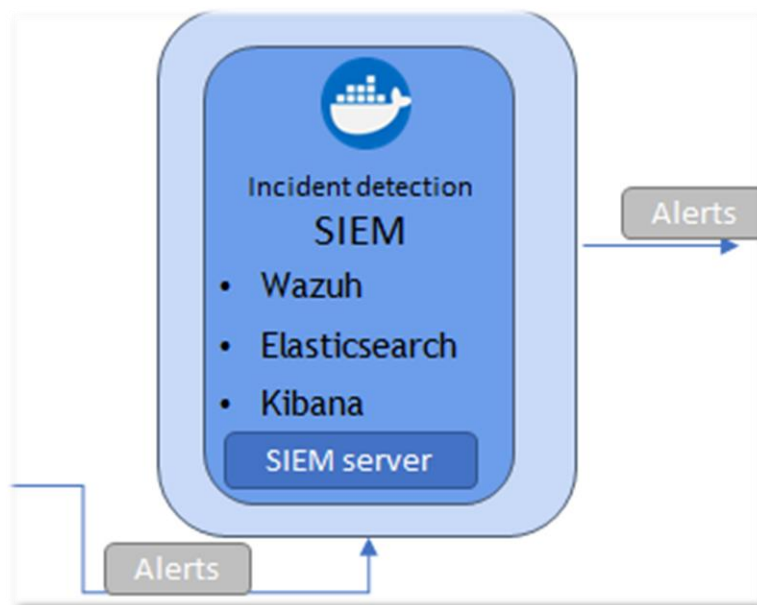 Incident detection
SIEM
Alerts
• Wazuh
• Elasticsearch
• Kibana
SIEM server
Alerts